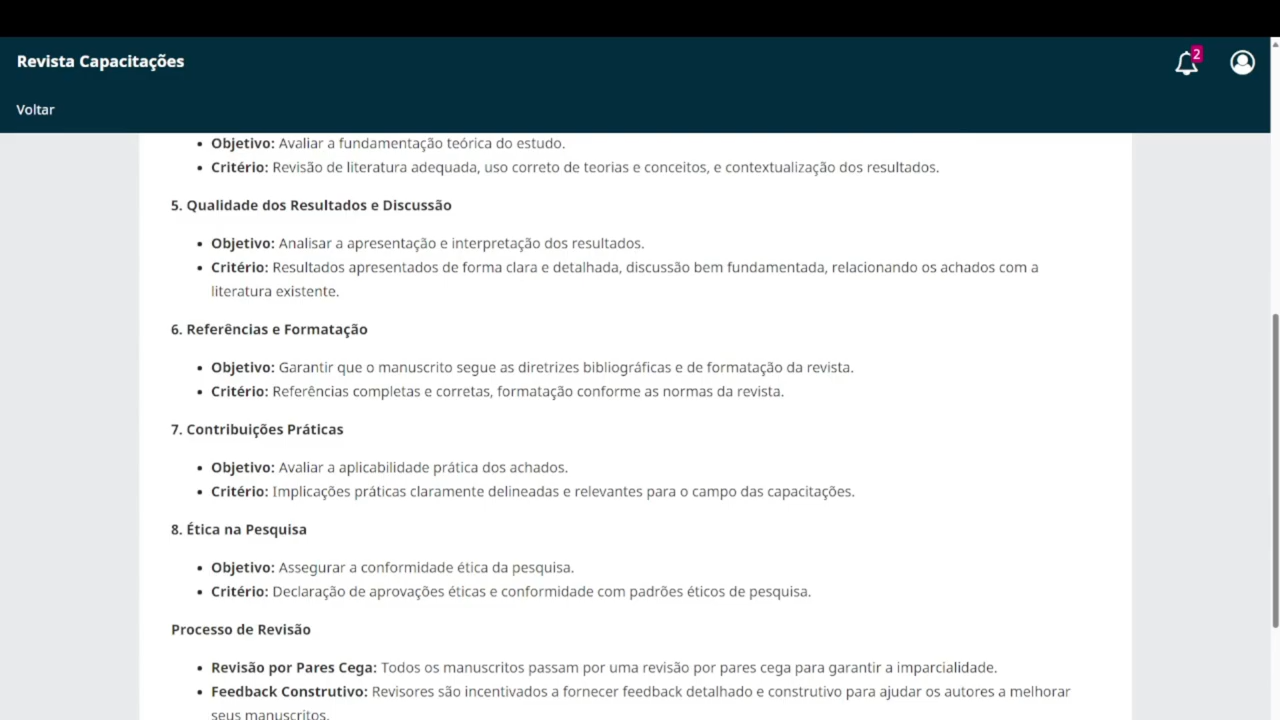 Revista Capacitações
2
Voltar
• Objetivo: Avaliar a fundamentação teórica do estudo.
• Critério: Revisão de literatura adequada, uso correto de teorias e conceitos, e contextualização dos resultados.
5. Qualidade dos Resultados e Discussão
• Objetivo: Analisar a apresentação e interpretação dos resultados.
• Critério: Resultados apresentados de forma clara e detalhada, discussão bem fundamentada, relacionando os achados com a
literatura existente.
6. Referências e Formatação
• Objetivo: Garantir que o manuscrito segue as diretrizes bibliográficas e de formatação da revista.
• Critério: Referências completas e corretas, formatação conforme as normas da revista.
7. Contribuições Práticas
• Objetivo: Avaliar a aplicabilidade prática dos achados.
• Critério: Implicações práticas claramente delineadas e relevantes para o campo das capacitações.
8. Ética na Pesquisa
• Objetivo: Assegurar a conformidade ética da pesquisa.
• Critério: Declaração de aprovações éticas e conformidade com padrões éticos de pesquisa.
Processo de Revisão
• Revisão por Pares Cega: Todos os manuscritos passam por uma revisão por pares cega para garantir a imparcialidade.
• Feedback Construtivo: Revisores são incentivados a fornecer feedback detalhado e construtivo para ajudar os autores a melhorar
seus manuscritos.